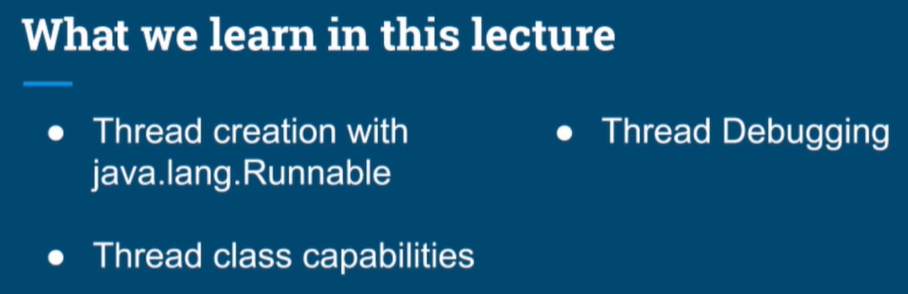 What we learn in this lecture
● Thread creation with
java.lang.Runnable
● Thread class capabilities
● Thread Debugging